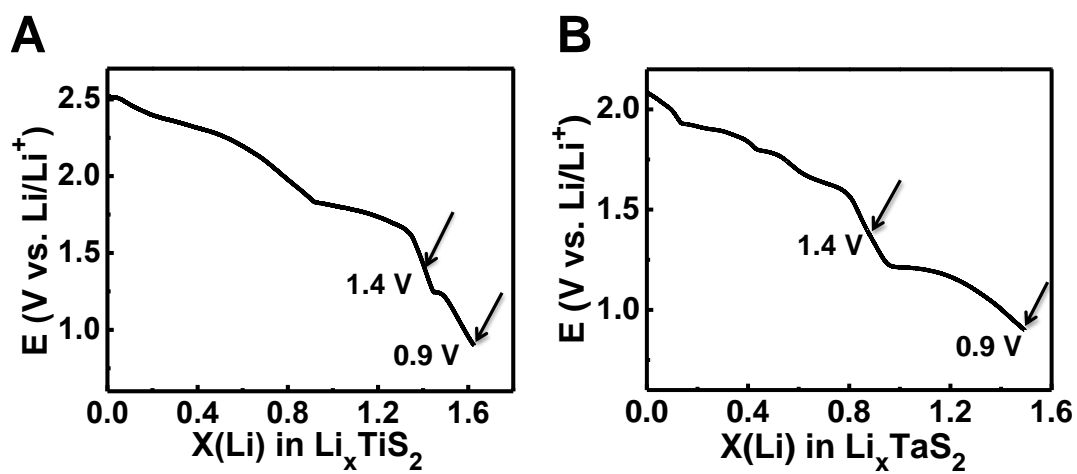 A
E (V vs. Li/Li⁺)
2.5
2.0
1.5
1.0
1.4 V
0.9 V
0.0 0.4 0.8 1.2 1.6
X(Li) in LiₓTiS₂
B
E (V vs. Li/Li⁺)
2.0
1.5
1.0
1.4 V
0.9 V
0.0 0.4 0.8 1.2 1.6
X(Li) in LiₓTaS₂